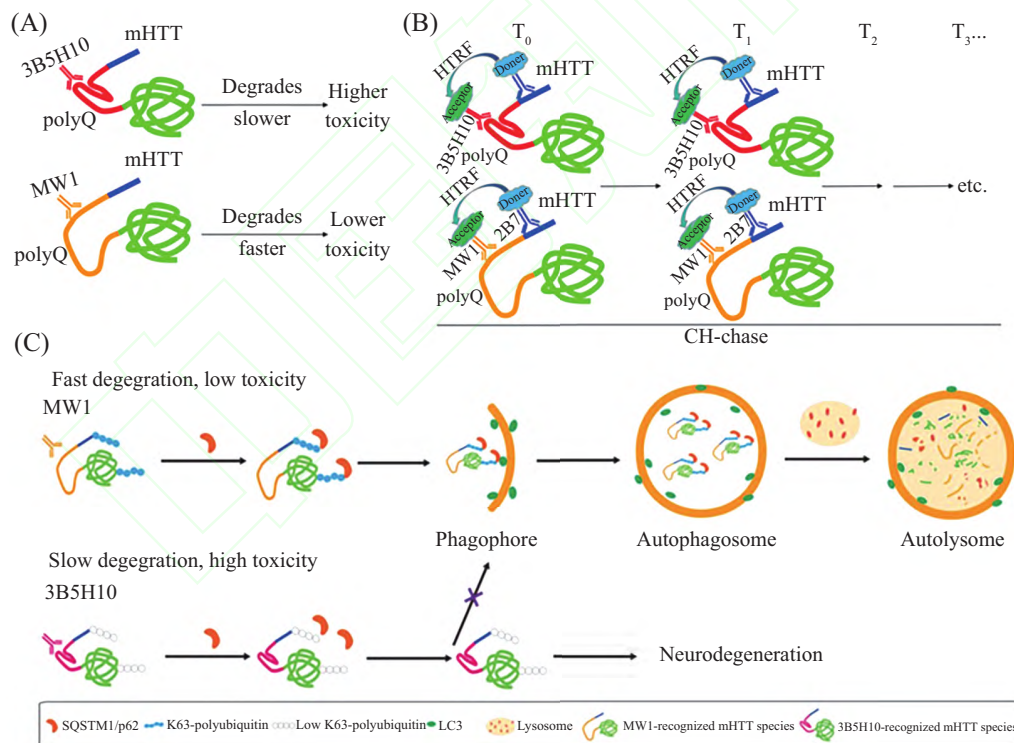 (A)
3B5H10
mHTT
polyQ
Degrades
slower
Higher
toxicity
MW1
mHTT
polyQ
Degrades
faster
Lower
toxicity
(B)
T0
T1
T2
T3...
HTRF
Doner
mHTT
Acceptor
3B5H10
polyQ
HTRF
Doner
mHTT
Acceptor
3B5H10
polyQ
HTRF
Doner
mHTT
Acceptor
2B7
MW1
polyQ
HTRF
Doner
mHTT
Acceptor
2B7
MW1
polyQ
etc.
CH-chase
(C)
Fast degegration, low toxicity
MW1
Phagophore
Autophagosome
Autolysome
Slow degegration, high toxicity
3B5H10
Neurodegeneration
SQSTM1/p62 K63-polyubiquitin Low K63-polyubiquitin LC3 Lysosome MW1-recognized mHTT species 3B5H10-recognized mHTT species